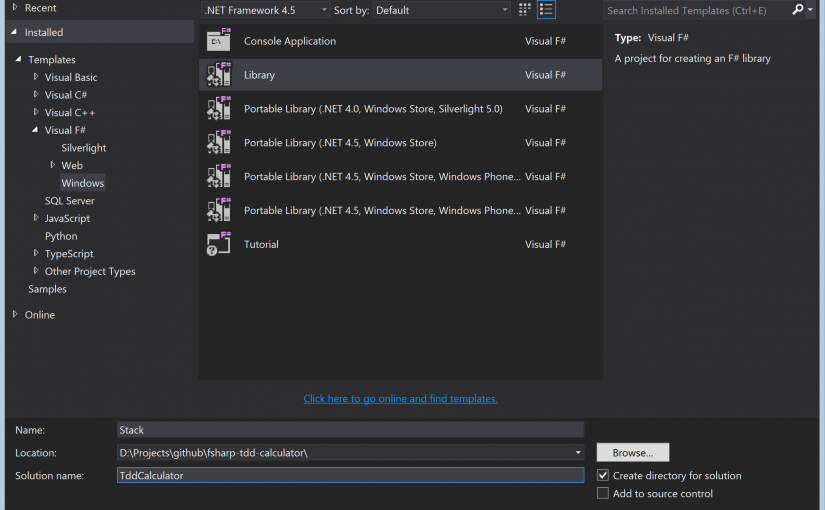 Recent
.NET Framework 4.5 Sort by: Default
Search Installed Templates (Ctrl+E)
Installed
Templates
Visual Basic
Visual C#
Visual C++
Visual F#
Silverlight
Web
Windows
SQL Server
JavaScript
Python
TypeScript
Other Project Types
Samples
Online
Console Application Visual F#
Library Visual F#
Portable Library (.NET 4.0, Windows Store, Silverlight 5.0) Visual F#
Portable Library (.NET 4.5, Windows Store) Visual F#
Portable Library (.NET 4.5, Windows Store, Windows Phone... Visual F#
Portable Library (.NET 4.5, Windows Store, Windows Phone... Visual F#
Tutorial Visual F#
Type: Visual F#
A project for creating an F# library
Click here to go online and find templates.
Name: Stack
Location: D:\Projects\github\fsharp-tdd-calculator\ Browse...
Solution name: TddCalculator
Create directory for solution
Add to source control